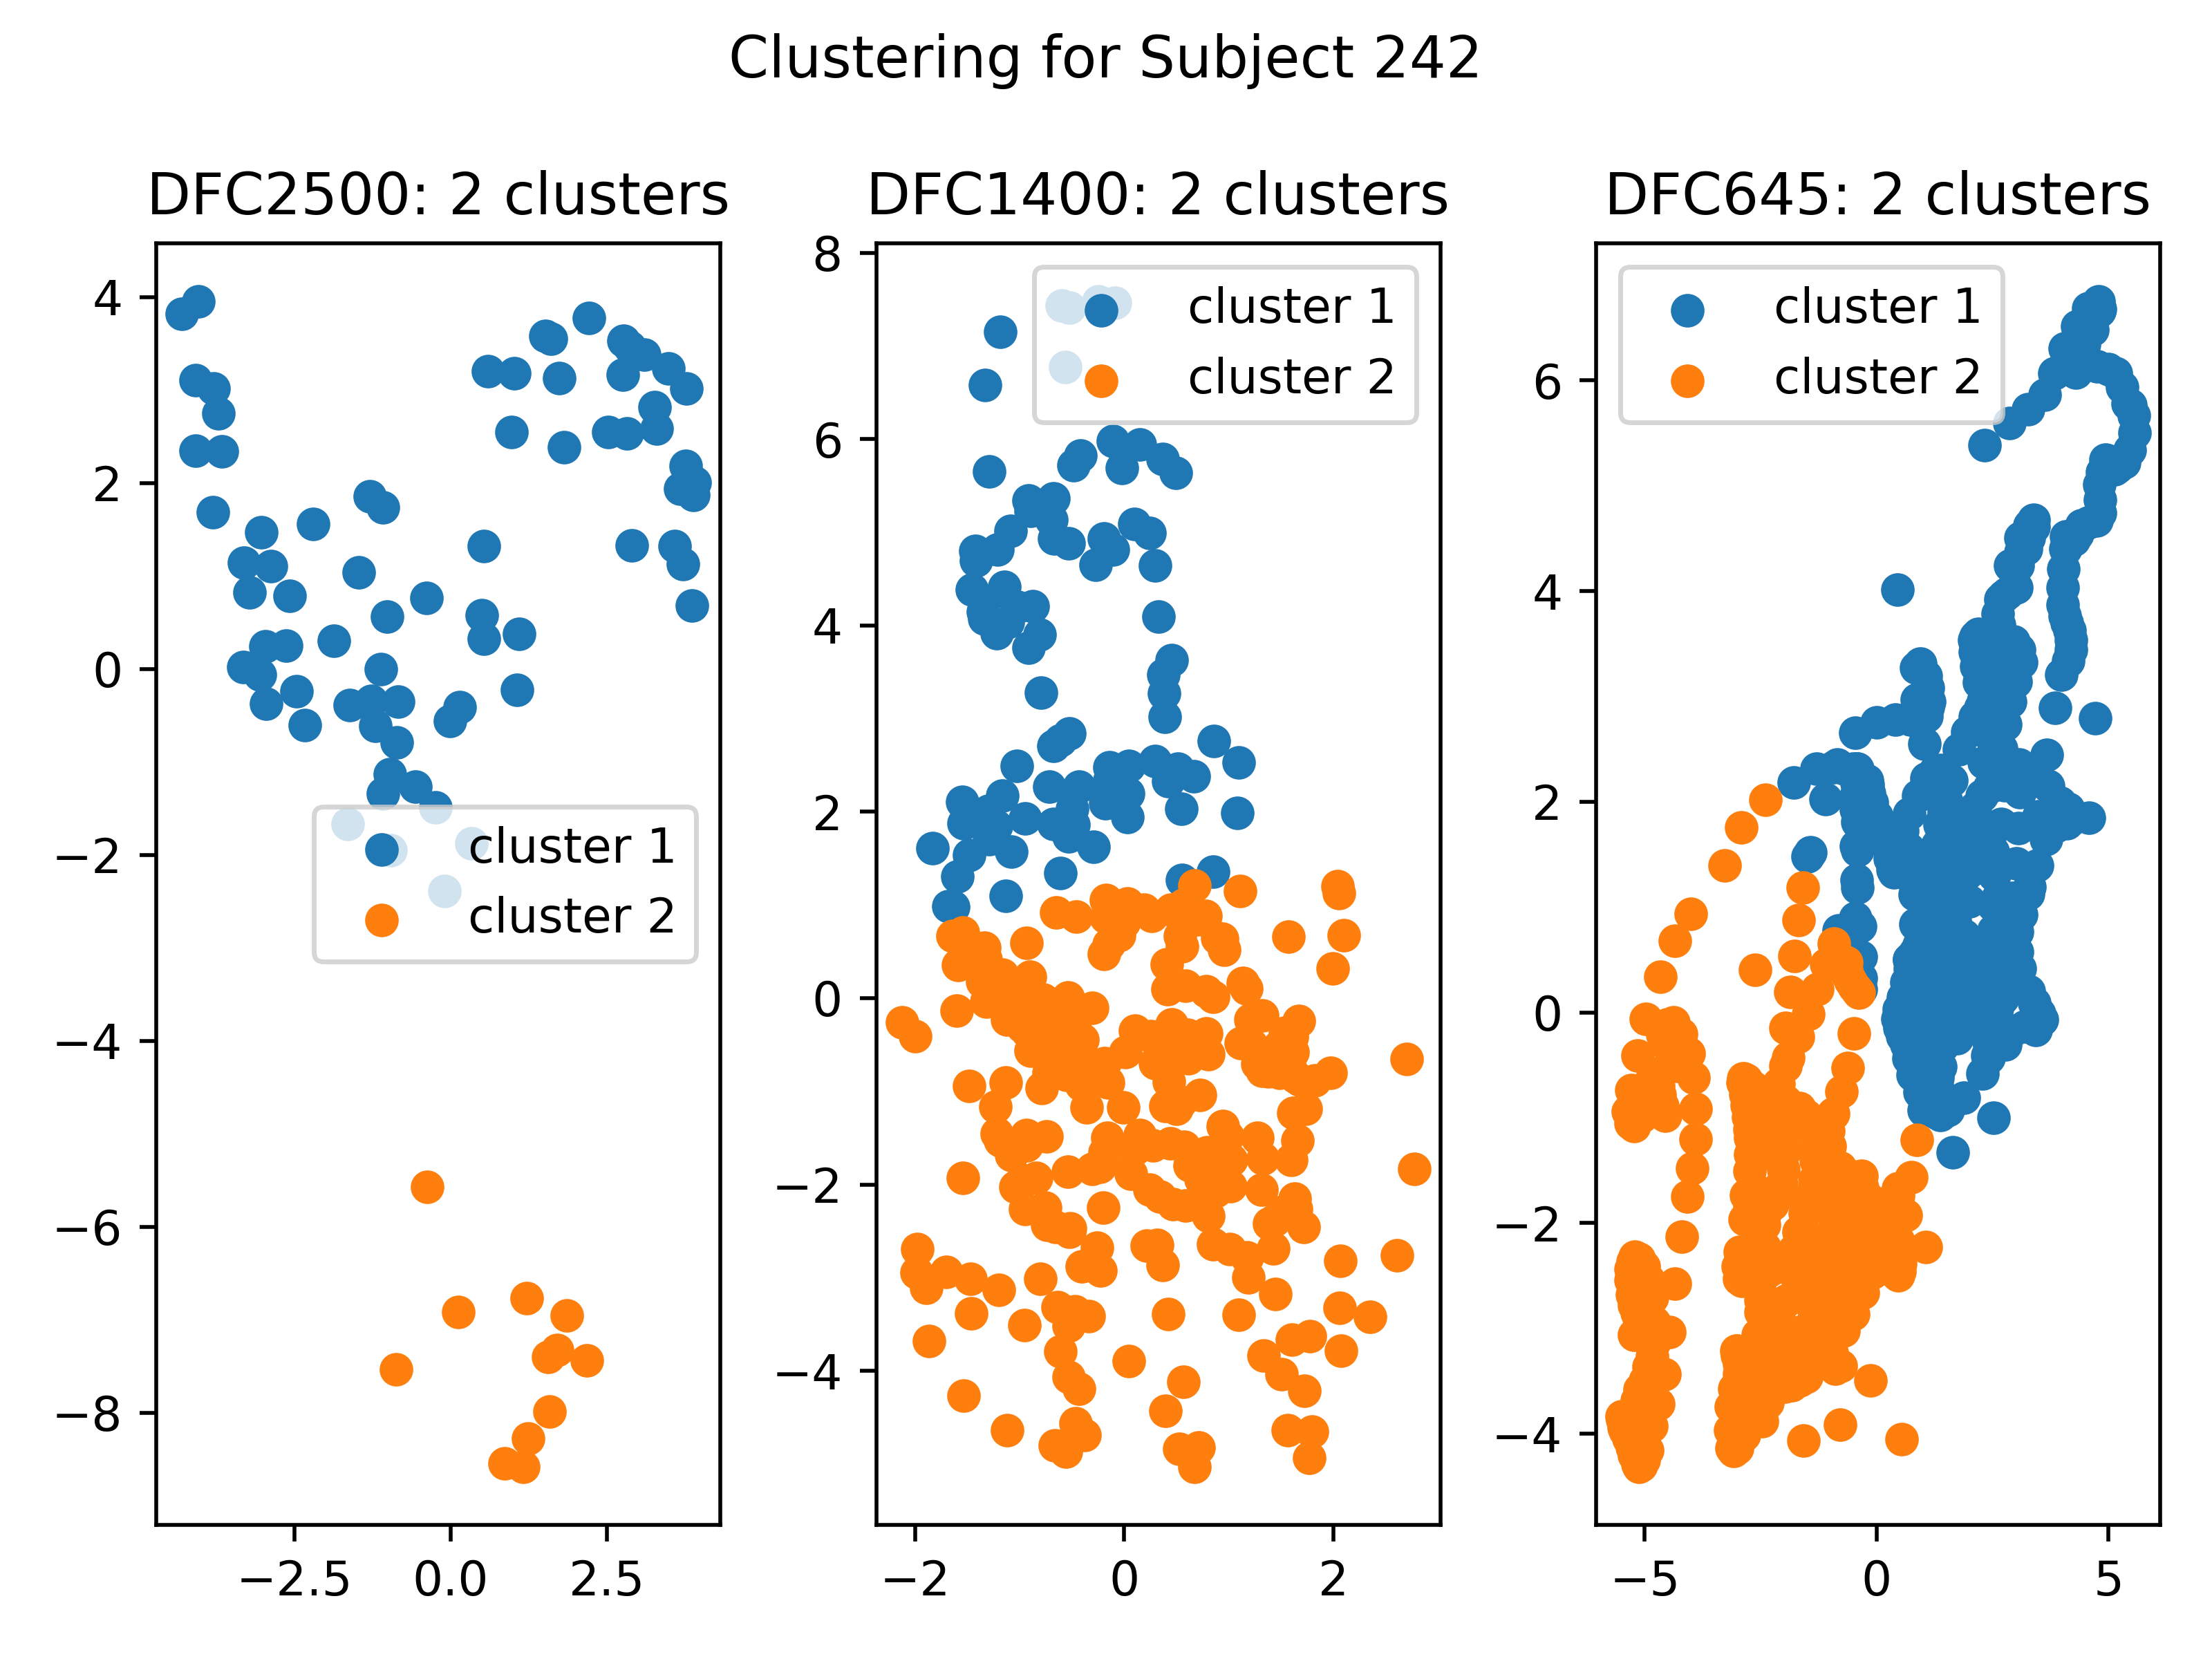 Clustering for Subject 242
DFC2500: 2 clusters
4
2
0
−2
−4
−6
−8
−2.5
0.0
2.5
cluster 1
cluster 2
DFC1400: 2 clusters
8
6
4
2
0
−2
−4
−2
0
2
cluster 1
cluster 2
DFC645: 2 clusters
6
4
2
0
−2
−4
−5
0
5
cluster 1
cluster 2